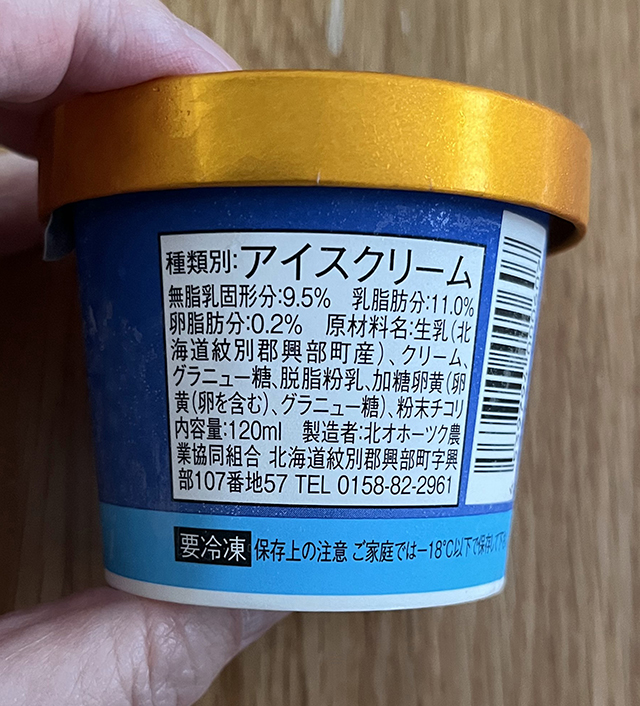 種類別:アイスクリーム
無脂乳固形分:9.5% 乳脂肪分:11.0%
卵脂肪分:0.2% 原材料名:生乳(北
海道紋別郡興部町産)、クリーム、
グラニュー糖、脱脂粉乳、加糖卵黄(卵
黄(卵を含む)、グラニュー糖)、粉末チコリ
内容量:120ml 製造者:北オホーツク農
業協同組合 北海道紋別郡興部町字興
部107番地57 TEL 0158-82-2961
要冷凍 保存上の注意 ご家庭では−18℃以下で保存して下さ